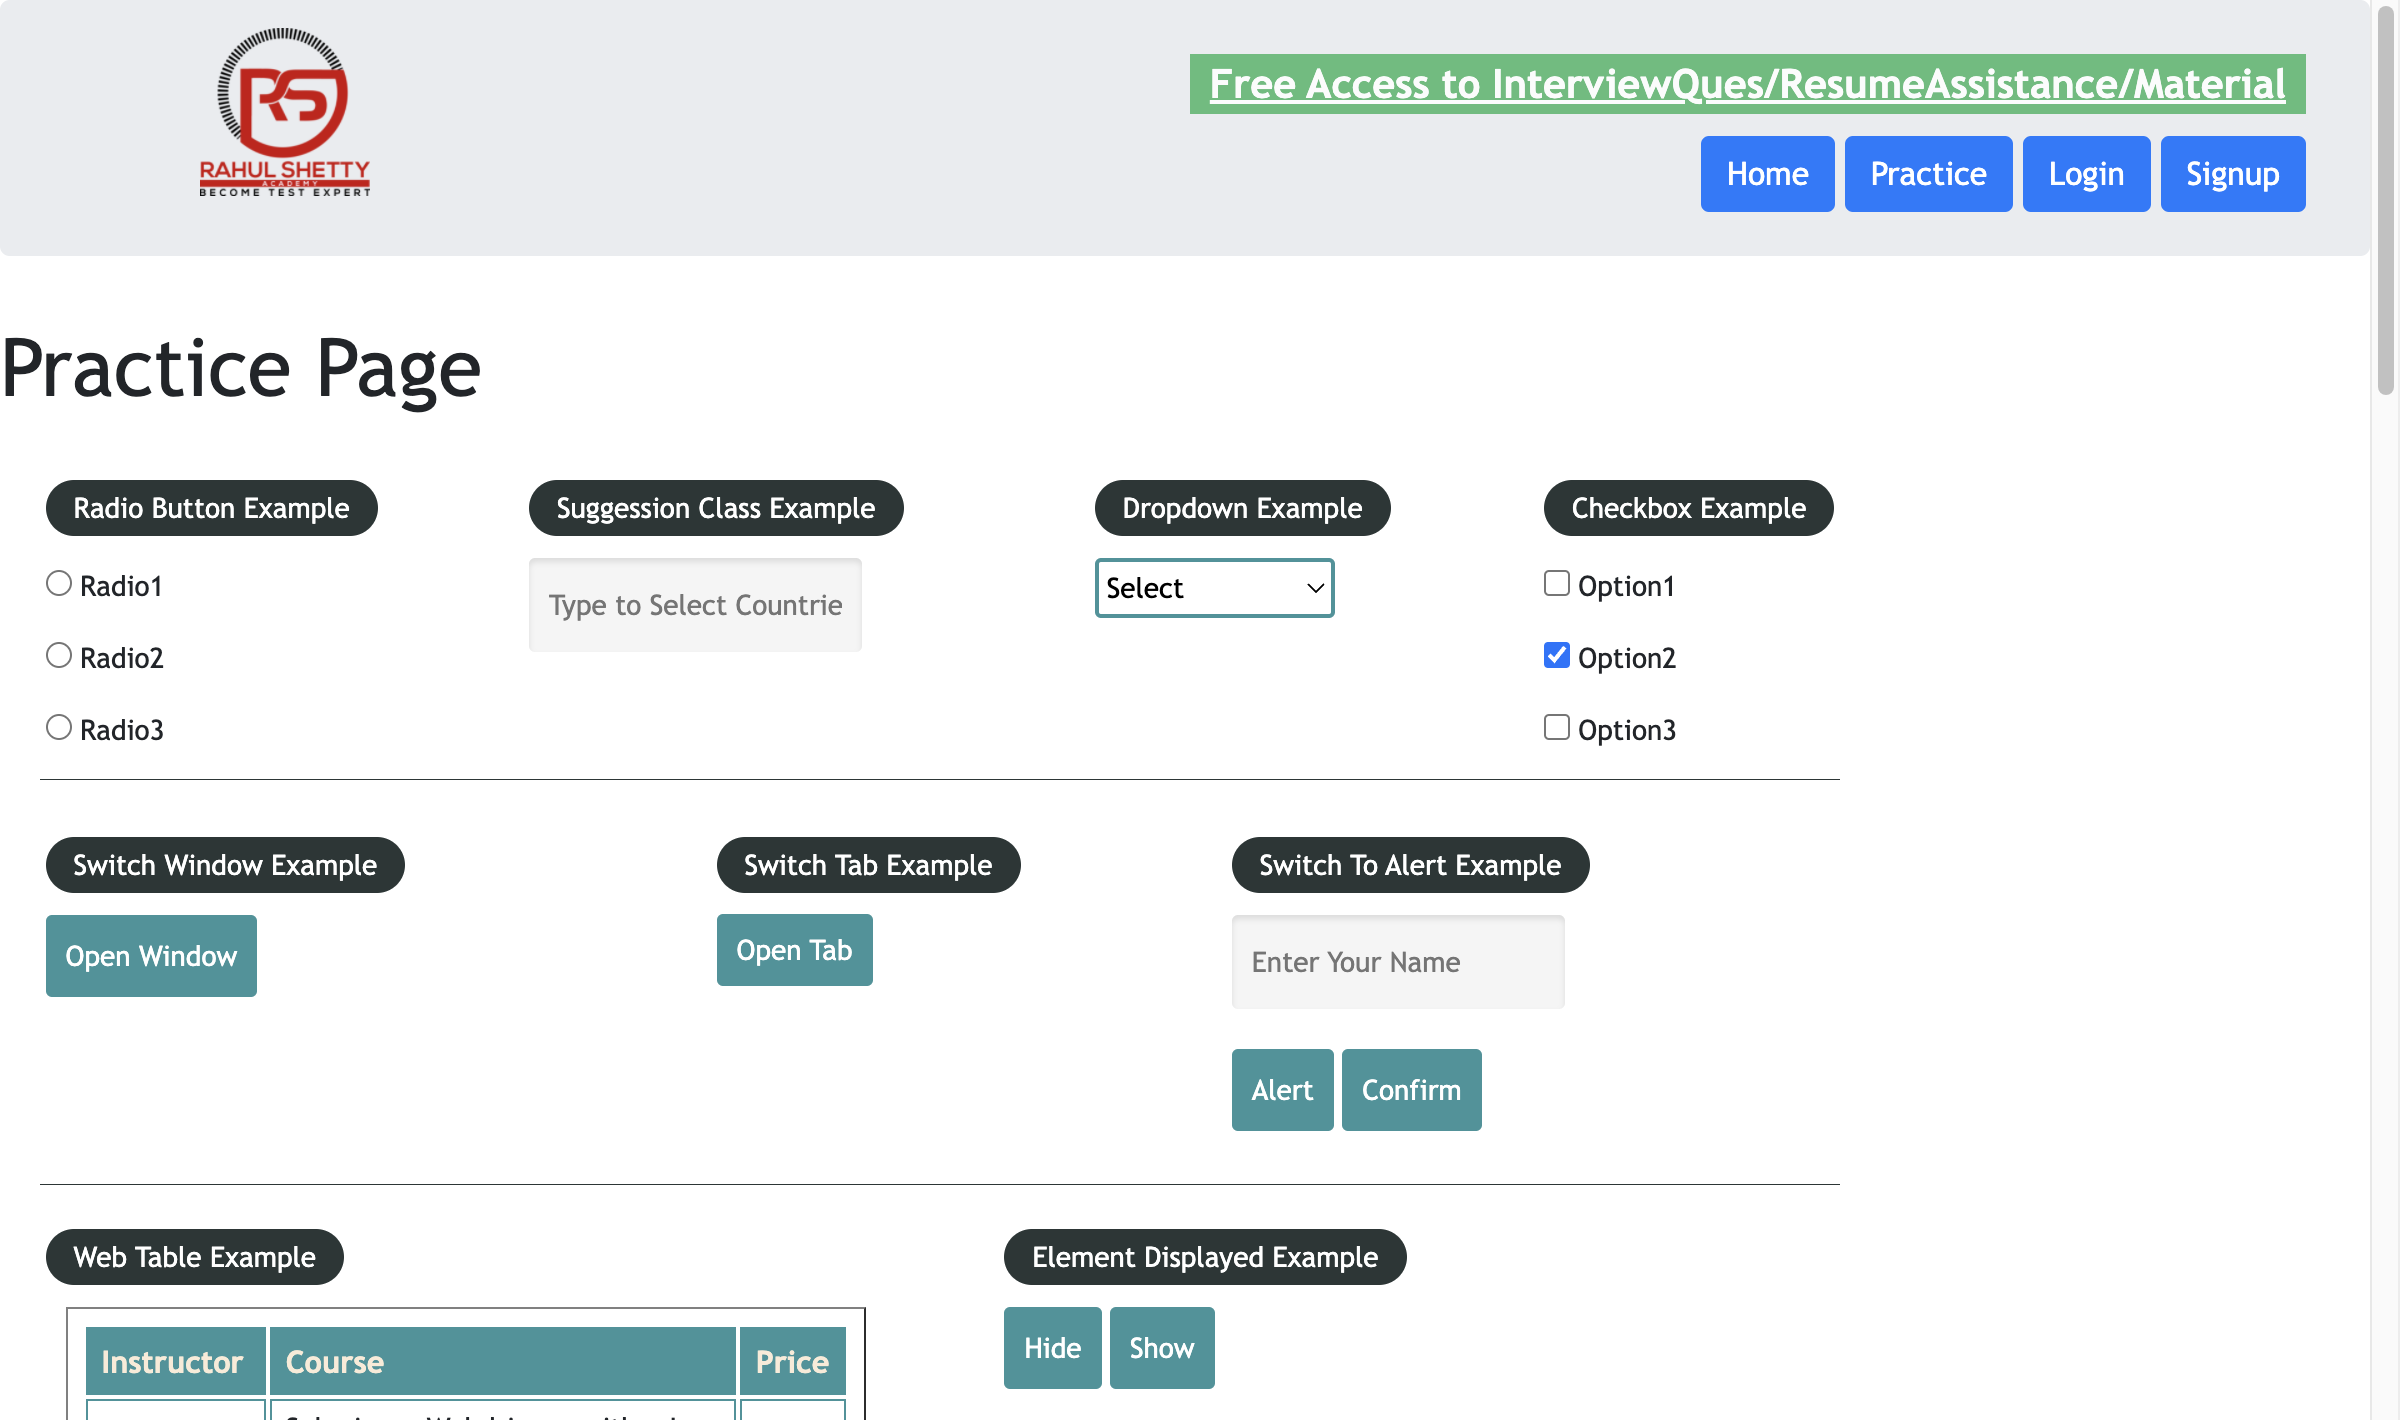 RS
RAHUL SHETTY
ACADEMY
BECOME TEST EXPERT
Free Access to InterviewQues/ResumeAssistance/Material
Home Practice Login Signup
Practice Page
Radio Button Example
Radio1
Radio2
Radio3
Suggession Class Example
Type to Select Countrie
Dropdown Example
Select
Checkbox Example
Option1
Option2
Option3
Switch Window Example
Open Window
Switch Tab Example
Open Tab
Switch To Alert Example
Enter Your Name
Alert Confirm
Web Table Example
Instructor Course Price
Element Displayed Example
Hide Show